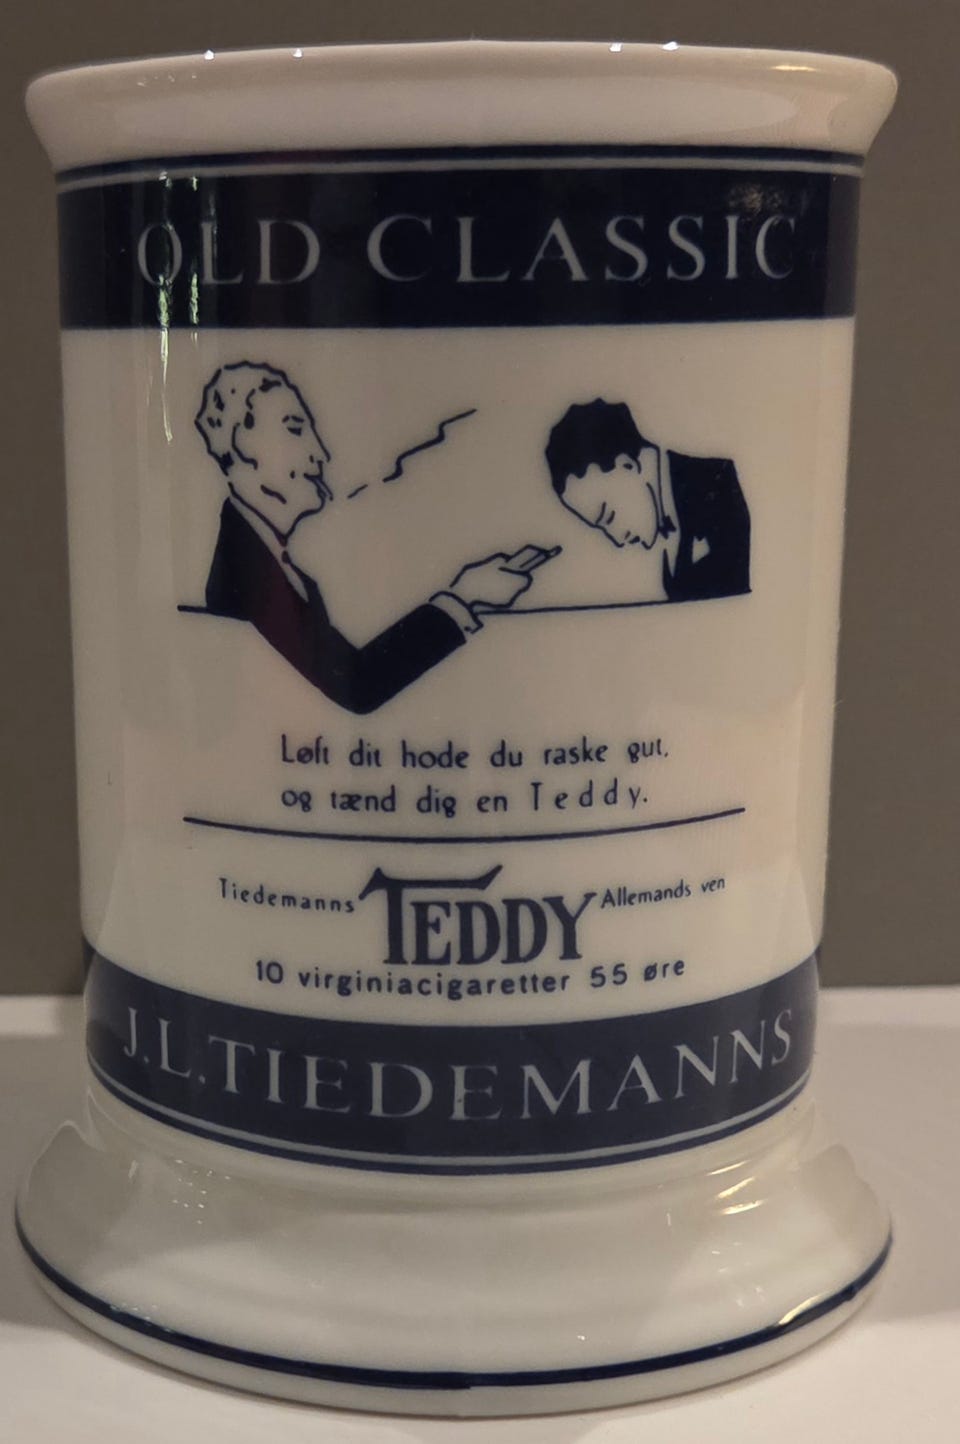 OLD CLASSIC
Løft dit hode du raske gut,
og tænd dig en Teddy.
Tiedemanns TEDDY Allemands ven
10 virginiacigaretter 55 øre
J.L.TIEDEMANNS